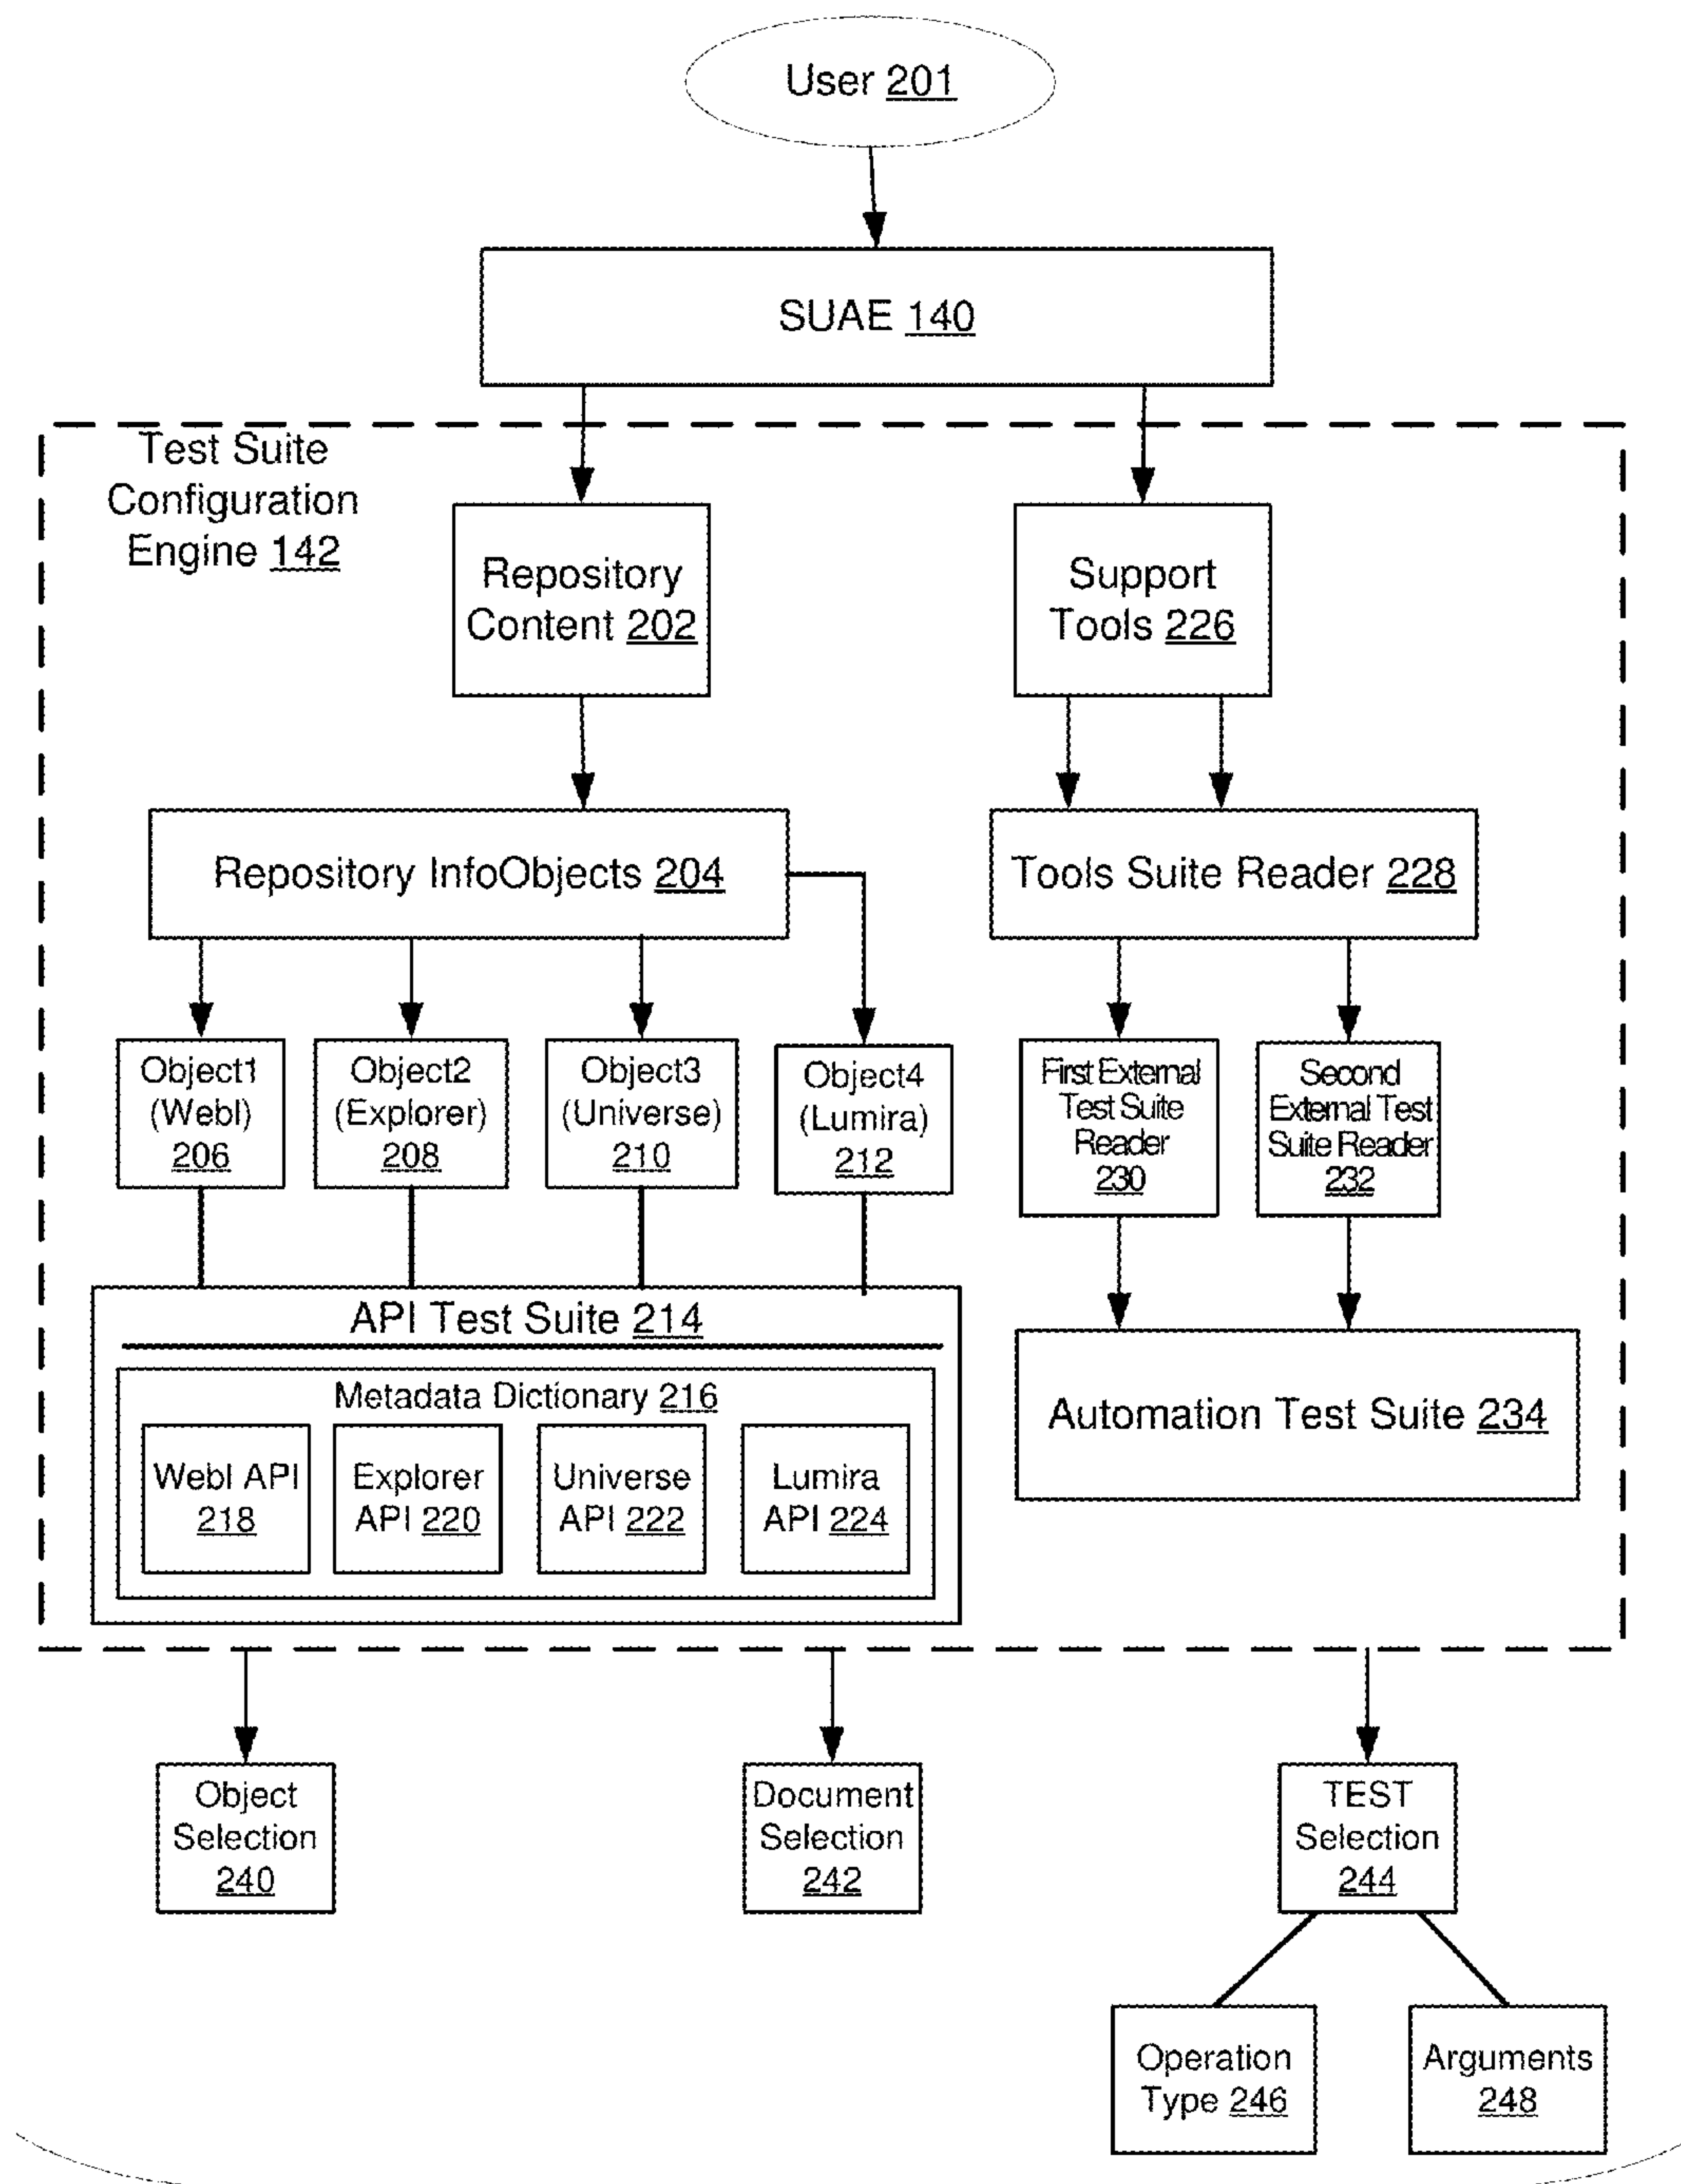 User 201
SUAE 140
Test Suite
Configuration
Engine 142
Repository
Content 202
Support
Tools 226
Repository InfoObjects 204
Tools Suite Reader 228
Object1
(WebI)
206
Object2
(Explorer)
208
Object3
(Universe)
210
Object4
(Lumira)
212
First External
Test Suite
Reader
230
Second
External Test
Suite Reader
232
API Test Suite 214
Metadada Dictionary 216
WebI API
218
Explorer
API 220
Universe
API 222
Lumira
API 224
Automation Test Suite 234
Object
Selection
240
Document
Selection
242
TEST
Selection
244
Operation
Type 246
Arguments
248